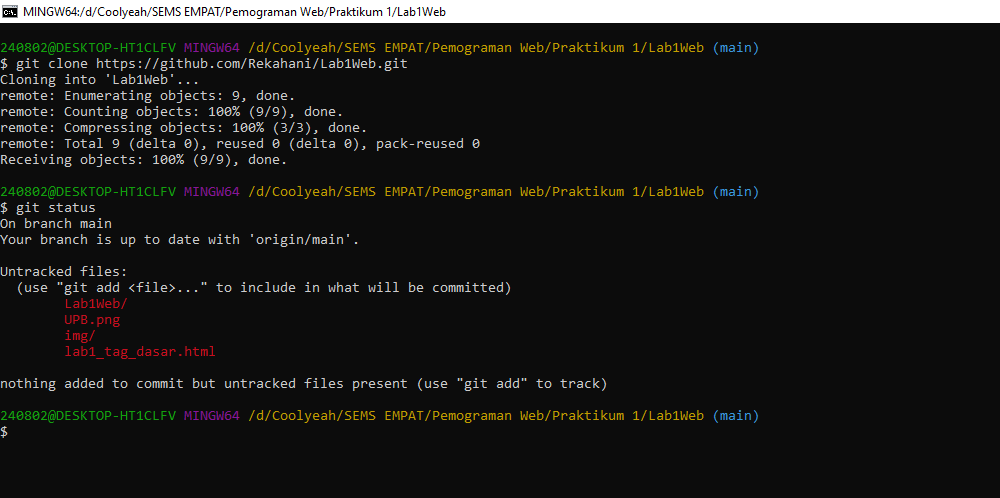 MINGW64:/d/Coolyeah/SEMS EMPAT/Pemograman Web/Praktikum 1/Lab1Web
240802@DESKTOP-HT1CLFV MINGW64 /d/Coolyeah/SEMS EMPAT/Pemograman Web/Praktikum 1/Lab1Web (main)
$ git clone https://github.com/Rekahani/Lab1Web.git
Cloning into 'Lab1Web'...
remote: Enumerating objects: 9, done.
remote: Counting objects: 100% (9/9), done.
remote: Compressing objects: 100% (3/3), done.
remote: Total 9 (delta 0), reused 0 (delta 0), pack-reused 0
Receiving objects: 100% (9/9), done.
240802@DESKTOP-HT1CLFV MINGW64 /d/Coolyeah/SEMS EMPAT/Pemograman Web/Praktikum 1/Lab1Web (main)
$ git status
On branch main
Your branch is up to date with 'origin/main'.
Untracked files:
  (use "git add <file>..." to include in what will be committed)
        Lab1Web/
        UPB.png
        img/
        lab1_tag_dasar.html
nothing added to commit but untracked files present (use "git add" to track)
240802@DESKTOP-HT1CLFV MINGW64 /d/Coolyeah/SEMS EMPAT/Pemograman Web/Praktikum 1/Lab1Web (main)
$